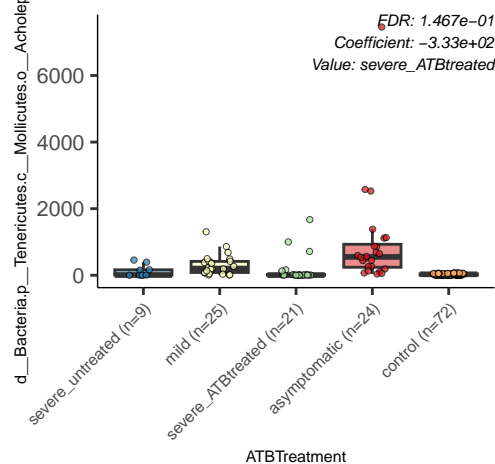 FDR: 1.467e−01
Coefficient: −3.33e+02
Value: severe_ATBtreated
d__Bacteria.p__Tenericutes.c__Mollicutes.o__Acholep
6000
4000
2000
0
severe_untreated (n=9)
mild (n=25)
severe_ATBtreated (n=21)
asymptomatic (n=24)
control (n=72)
ATBTreatment